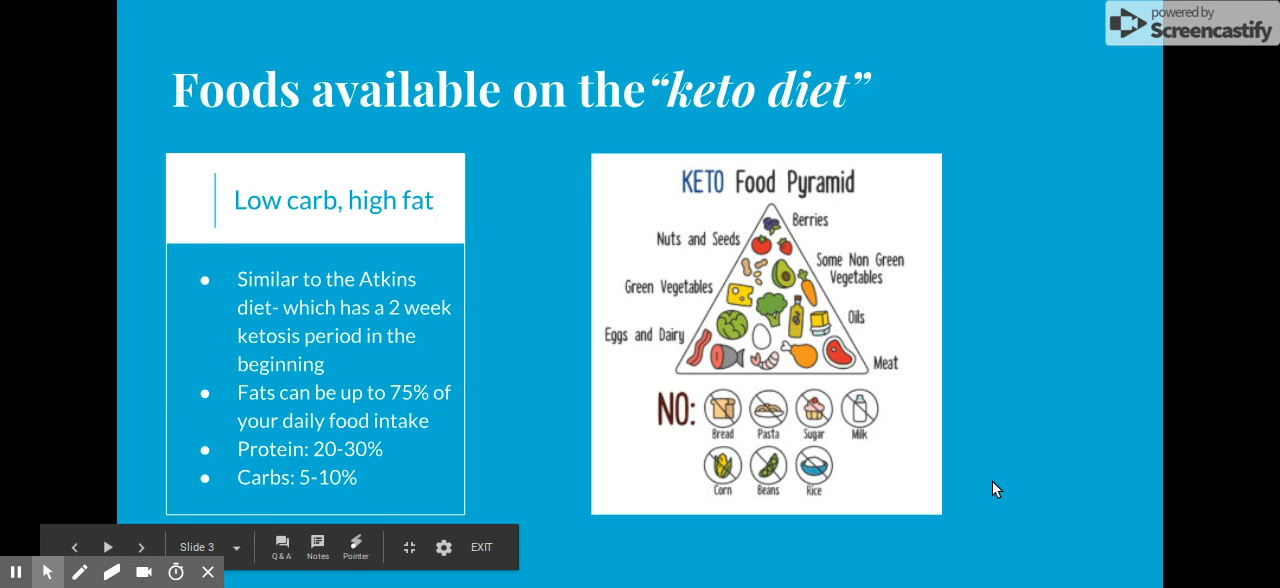 powered by
Screencastify
Foods available on the “keto diet”
Low carb, high fat
● Similar to the Atkins
diet- which has a 2 week
ketosis period in the
beginning
● Fats can be up to 75% of
your daily food intake
● Protein: 20-30%
● Carbs: 5-10%
KETO Food Pyramid
Berries
Nuts and Seeds
Some Non Green
Vegetables
Green Vegetables
Oils
Eggs and Dairy
Meat
NO:
Bread Pasta Sugar Milk
Corn Beans Rice
Slide 3
Q & A Notes Pointer
EXIT